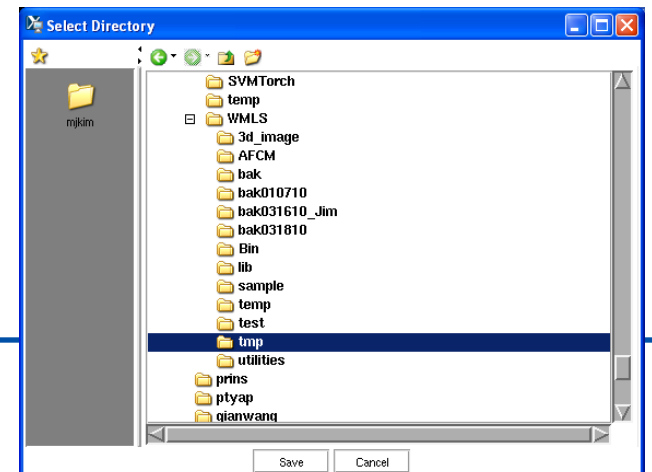 Select Directory
mjkim
SVMTorch
temp
WMLS
3d_image
AFCM
bak
bak010710
bak031610_Jim
bak031810
Bin
lib
sample
temp
test
tmp
utilities
prins
ptyap
qianwang
Save Cancel